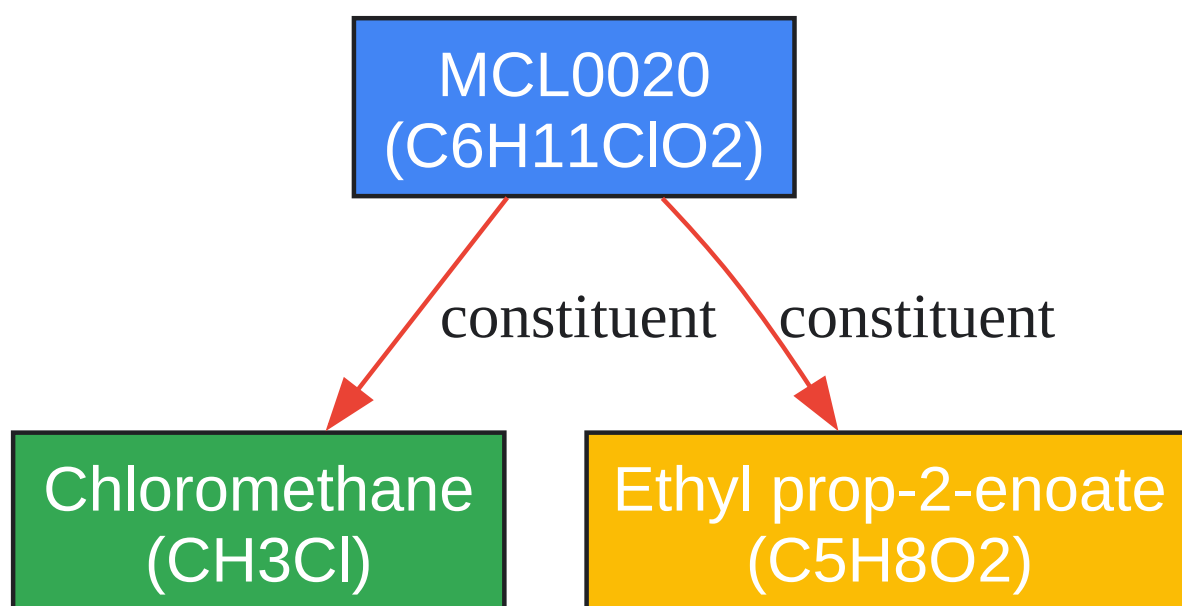 MCL0020
(C6H11ClO2)
constituent
constituent
Chloromethane
(CH3Cl)
Ethyl prop-2-enoate
(C5H8O2)